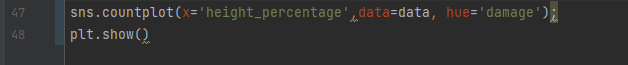 47 sns.countplot(x='height_percentage',data=data, hue='damage');
48 plt.show()